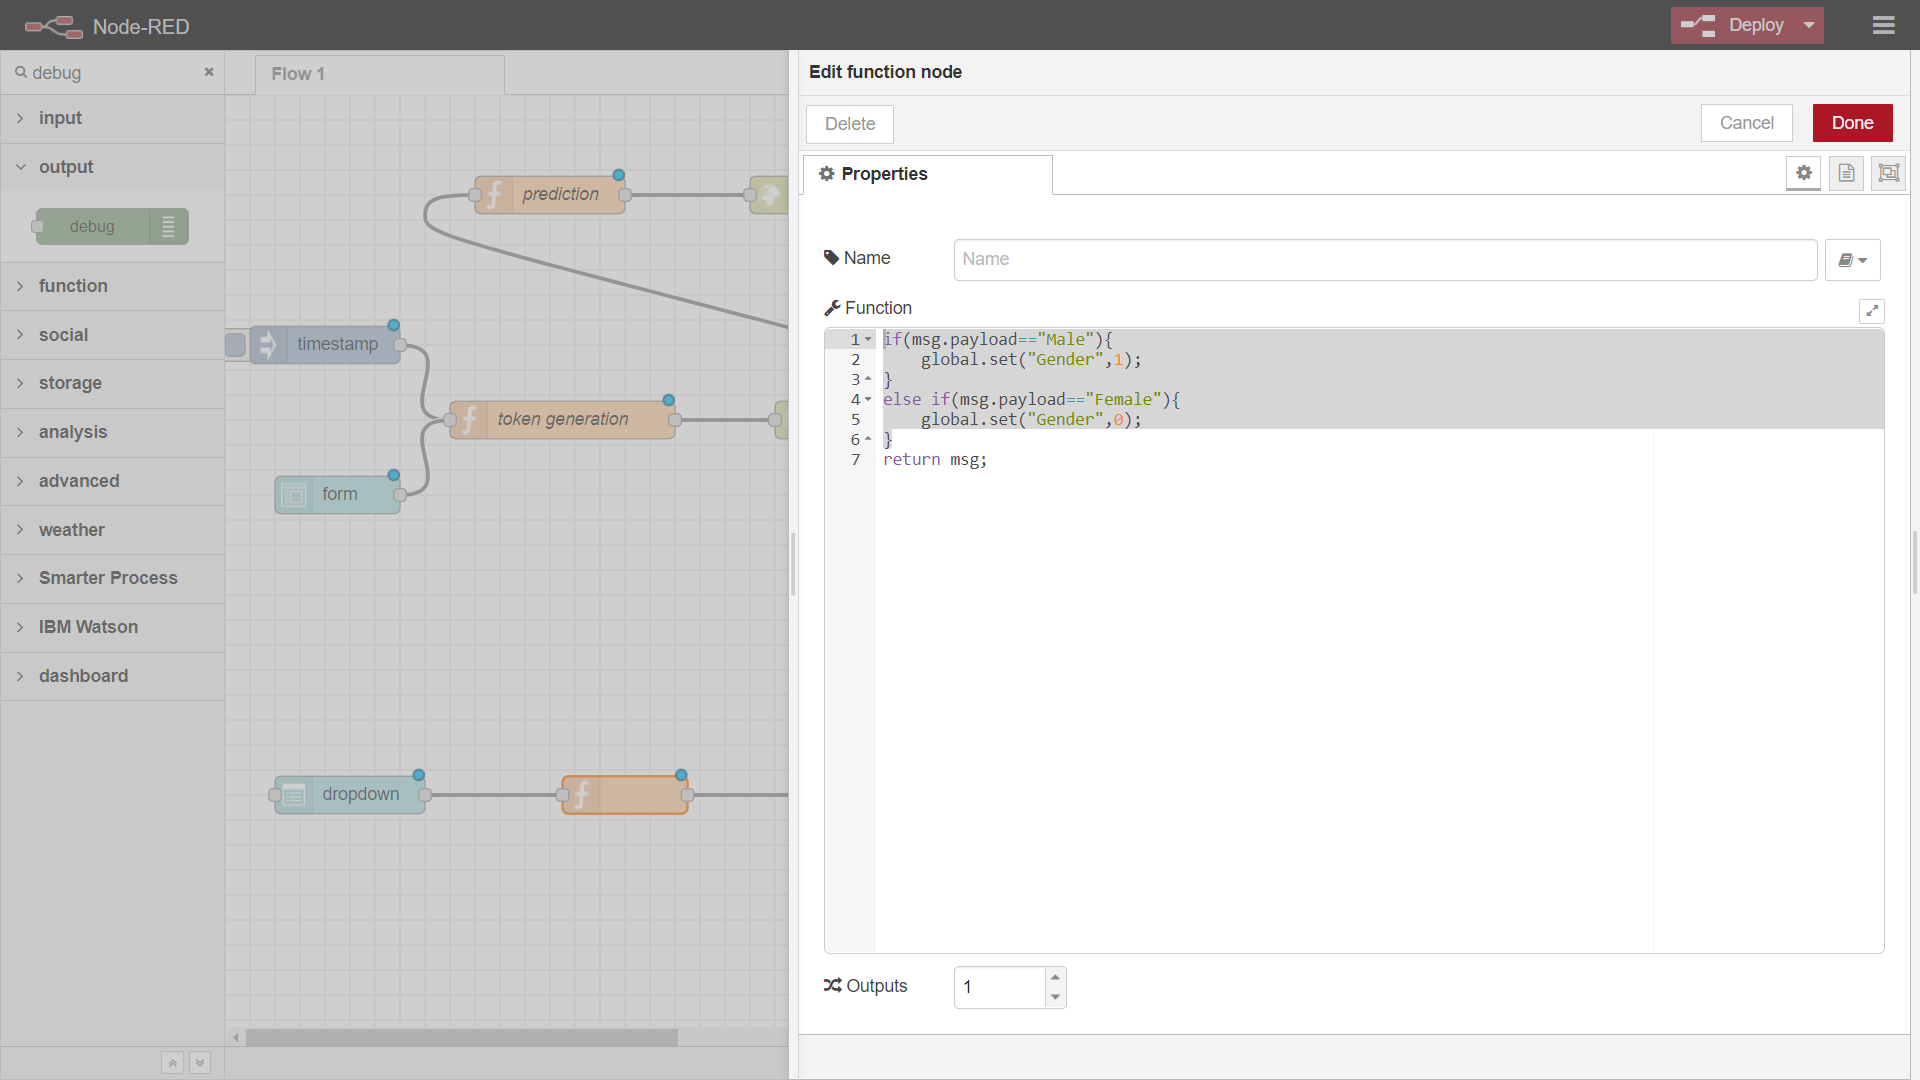 Node-RED
Deploy
debug
Flow 1
Edit function node
Delete
Cancel
Done
Properties
input
output
debug
function
social
storage
analysis
advanced
weather
Smarter Process
IBM Watson
dashboard
prediction
timestamp
token generation
form
dropdown
Name
Name
Function
1 if(msg.payload=="Male"){
2 global.set("Gender",1);
3 }
4 else if(msg.payload=="Female"){
5 global.set("Gender",0);
6 }
7 return msg;
Outputs
1